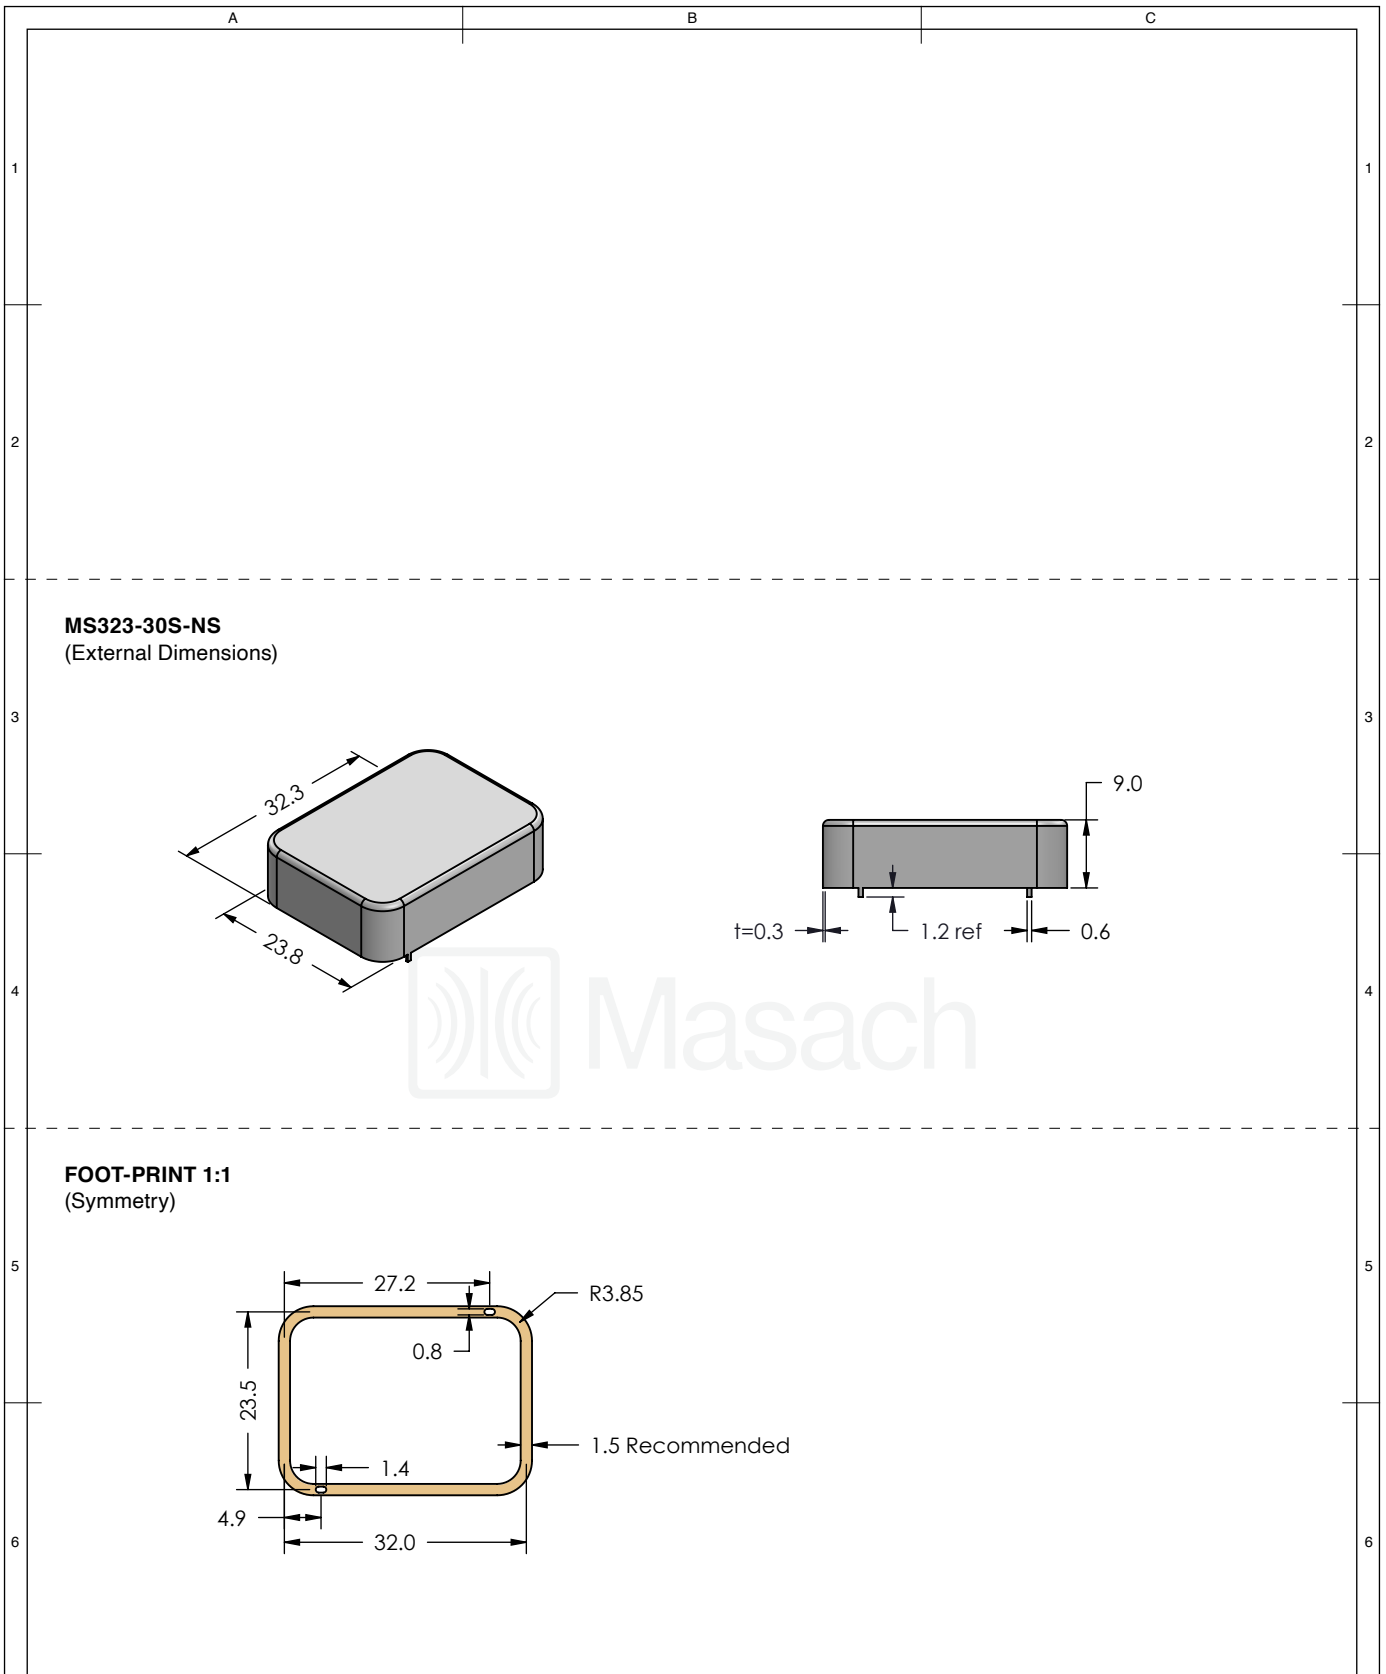 A B C
1 1
2 2
MS323-30S-NS
(External Dimensions)
3 3
32.3
9.0
23.8
t=0.3 1.2 ref 0.6
4 4
Masach
FOOT-PRINT 1:1
(Symmetry)
5 5
27.2
R3.85
0.8
23.5
1.5 Recommended
1.4
4.9
32.0
6 6